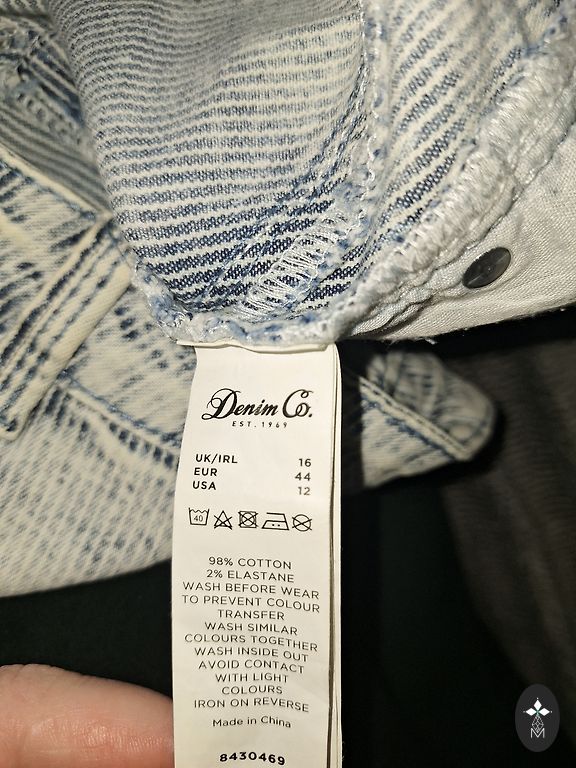 Denim Co.
EST. 1969
UK/IRL 16
EUR 44
USA 12
40
98% COTTON
2% ELASTANE
WASH BEFORE WEAR
TO PREVENT COLOUR
TRANSFER
WASH SIMILAR
COLOURS TOGETHER
WASH INSIDE OUT
AVOID CONTACT
WITH LIGHT
COLOURS
IRON ON REVERSE
Made in China
8430469